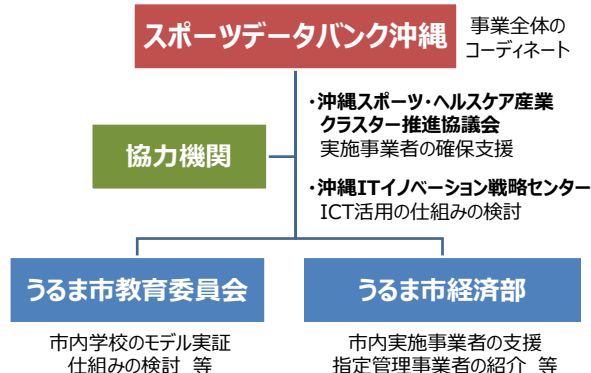 スポーツデータバンク沖縄
事業全体の
コーディネート
・沖縄スポーツ・ヘルスケア産業
クラスター推進協議会
実施事業者の確保支援
協力機関
・沖縄ITイノベーション戦略センター
ICT活用の仕組みの検討
うるま市教育委員会
市内学校のモデル実証
仕組みの検討 等
うるま市経済部
市内実施事業者の支援
指定管理事業者の紹介 等